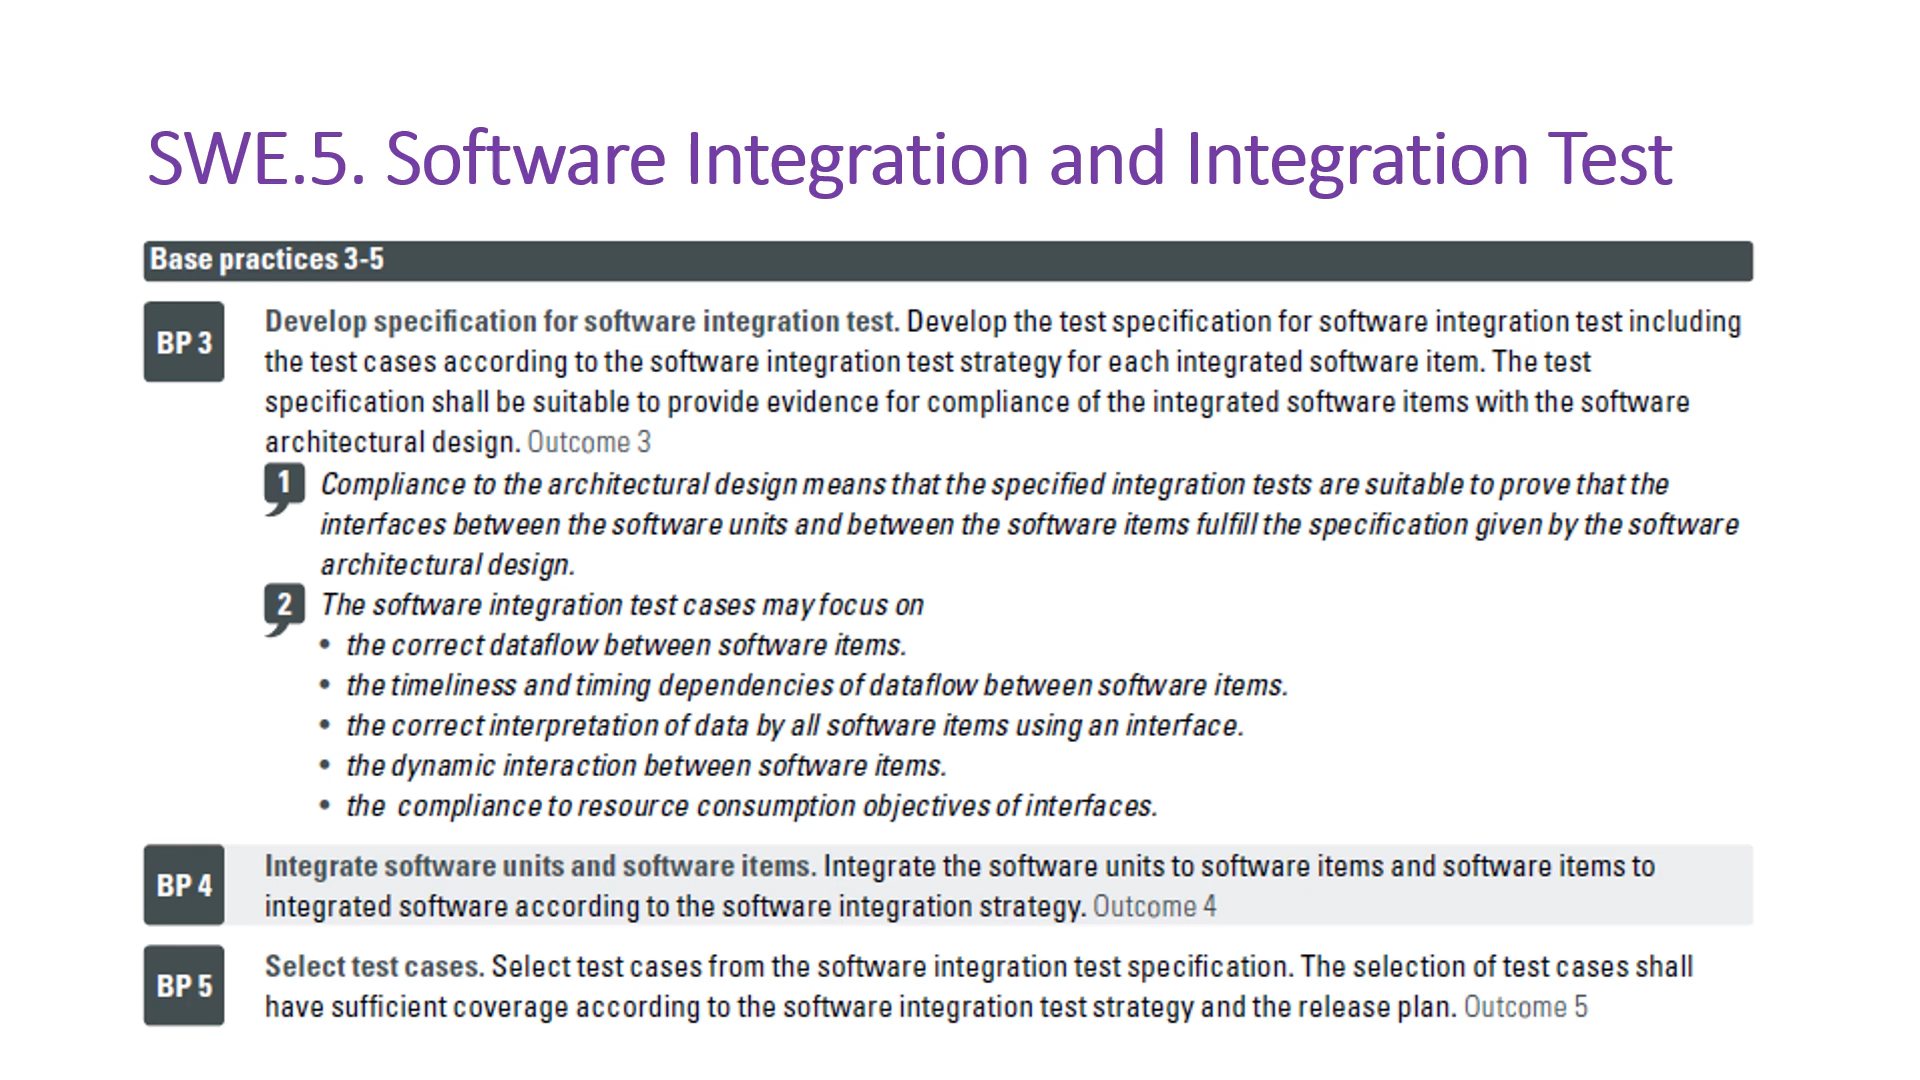 SWE.5. Software Integration and Integration Test
Base practices 3-5
BP 3
Develop specification for software integration test. Develop the test specification for software integration test including
the test cases according to the software integration test strategy for each integrated software item. The test
specification shall be suitable to provide evidence for compliance of the integrated software items with the software
architectural design. Outcome 3
1 Compliance to the architectural design means that the specified integration tests are suitable to prove that the
interfaces between the software units and between the software items fulfill the specification given by the software
architectural design.
2 The software integration test cases may focus on
• the correct dataflow between software items.
• the timeliness and timing dependencies of dataflow between software items.
• the correct interpretation of data by all software items using an interface.
• the dynamic interaction between software items.
• the compliance to resource consumption objectives of interfaces.
BP 4
Integrate software units and software items. Integrate the software units to software items and software items to
integrated software according to the software integration strategy. Outcome 4
BP 5
Select test cases. Select test cases from the software integration test specification. The selection of test cases shall
have sufficient coverage according to the software integration test strategy and the release plan. Outcome 5